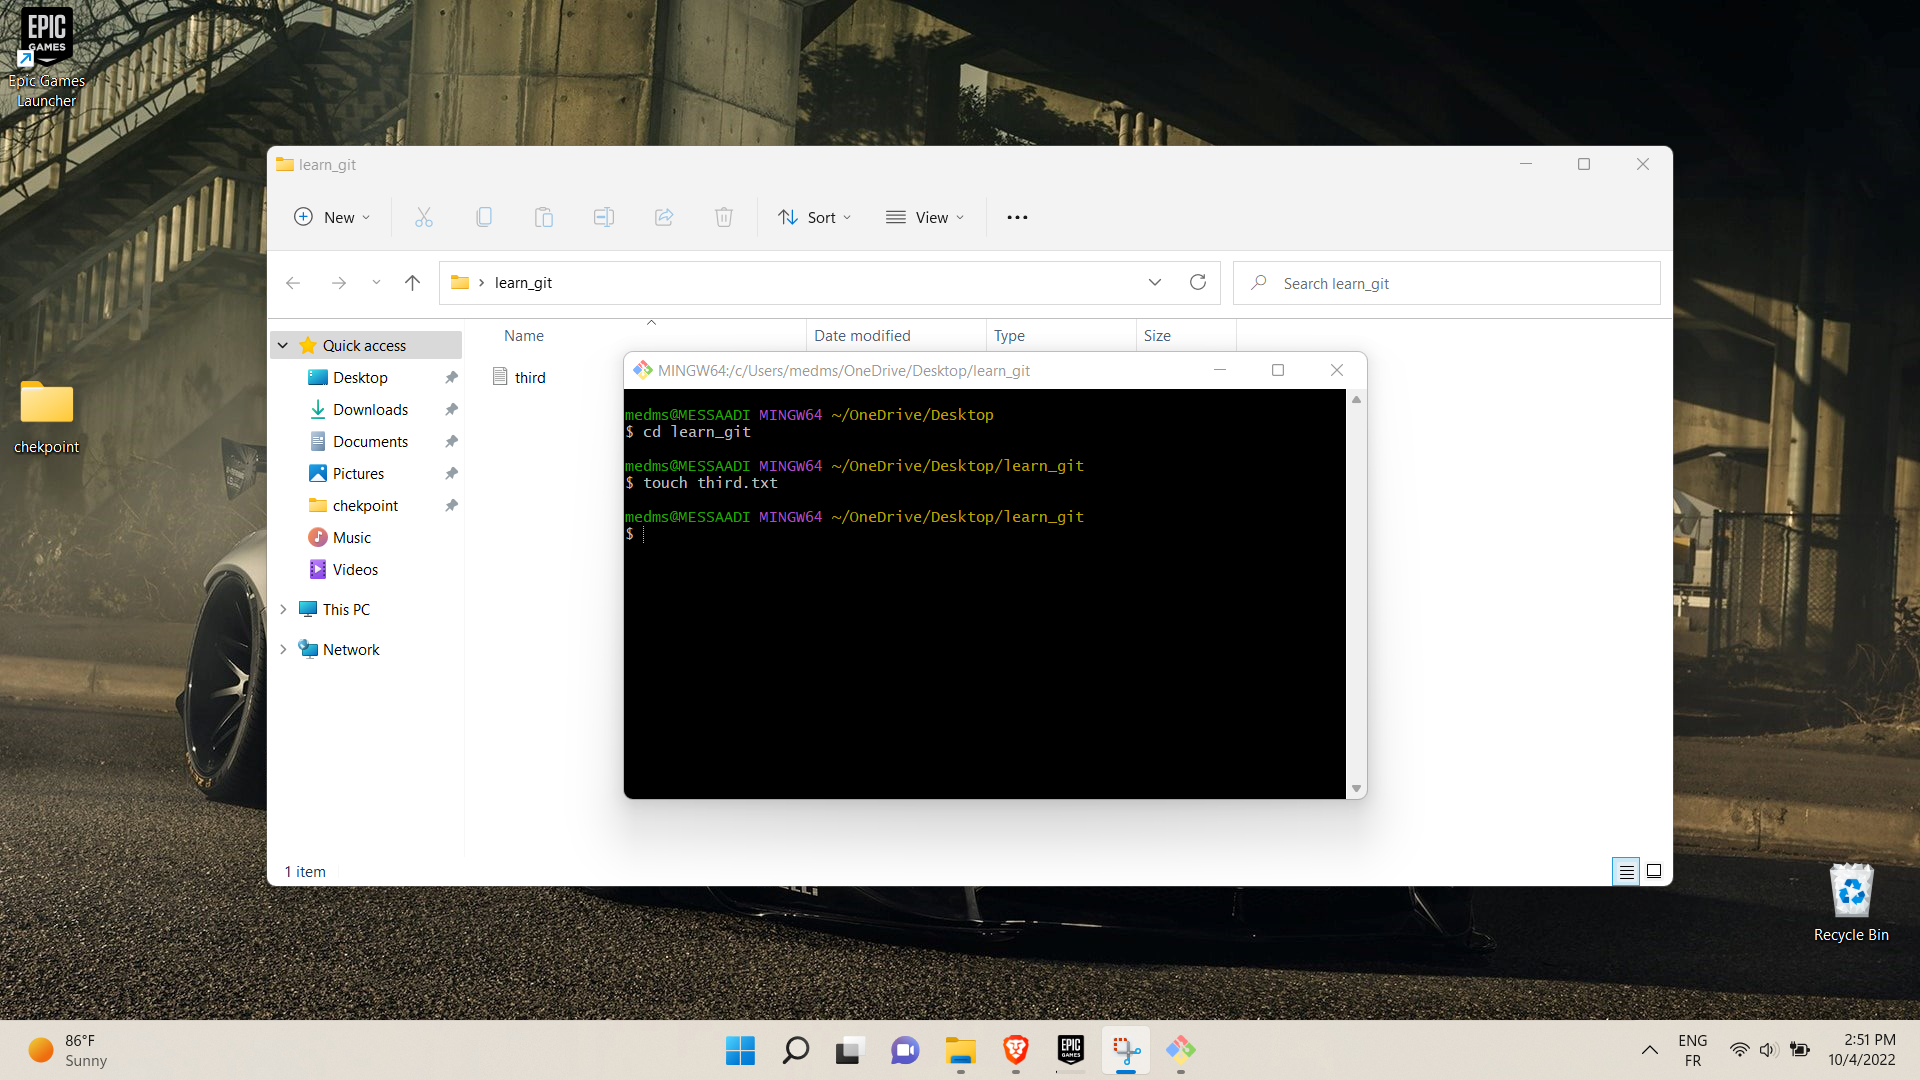 EPIC
GAMES
Epic Games
Launcher
chekpoint
learn_git
New
Sort
View
learn_git
Search learn_git
Name
Date modified
Type
Size
Quick access
Desktop
Downloads
Documents
Pictures
chekpoint
Music
Videos
This PC
Network
third
MINGW64:/c/Users/medms/OneDrive/Desktop/learn_git
medms@MESSAADI MINGW64 ~/OneDrive/Desktop
$ cd learn_git
medms@MESSAADI MINGW64 ~/OneDrive/Desktop/learn_git
$ touch third.txt
medms@MESSAADI MINGW64 ~/OneDrive/Desktop/learn_git
$
1 item
Recycle Bin
86°F
Sunny
EPIC
GAMES
ENG
FR
2:51 PM
10/4/2022